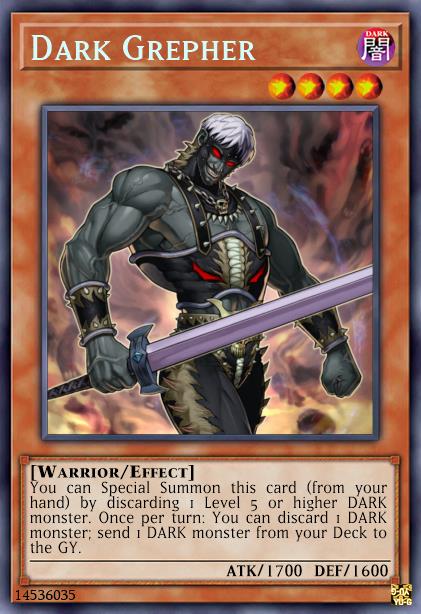 Dark Grepher
DARK
闇
[Warrior/Effect]
You can Special Summon this card (from your
hand) by discarding 1 Level 5 or higher DARK
monster. Once per turn: You can discard 1 DARK
monster; send 1 DARK monster from your Deck to
the GY.
ATK/1700 DEF/1600
14536035